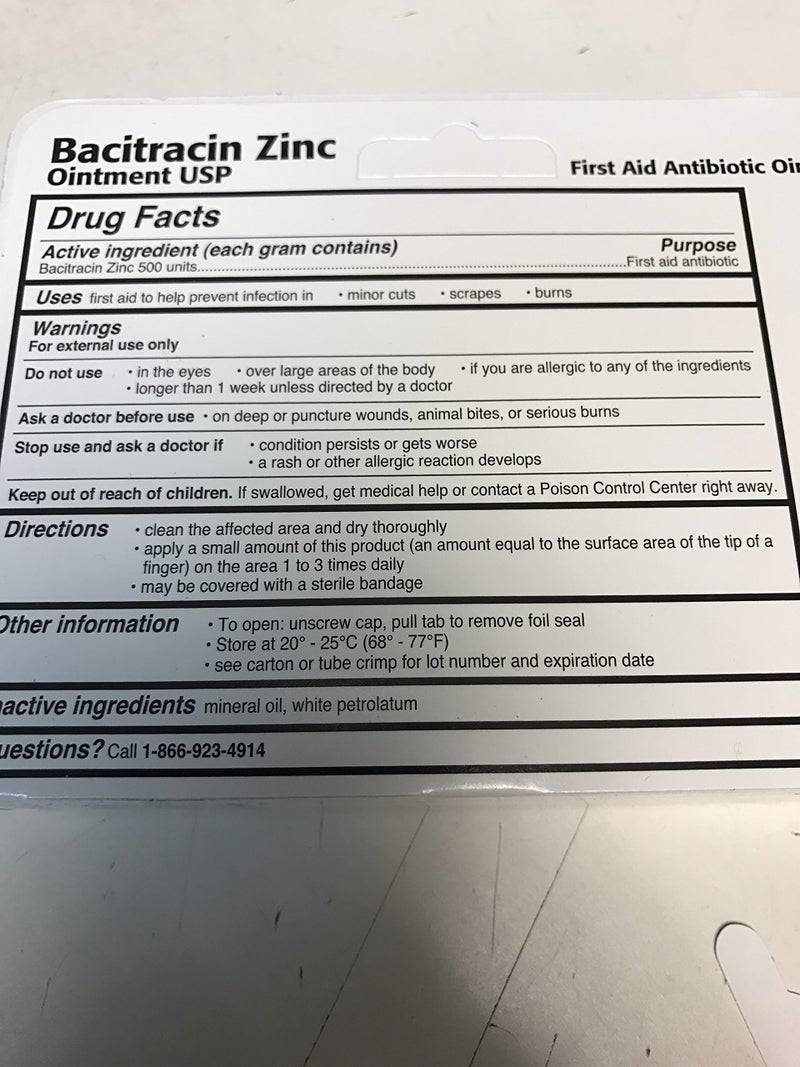 Bacitracin Zinc
Ointment USP
First Aid Antibiotic Oin
Drug Facts
Active ingredient (each gram contains) Purpose
Bacitracin Zinc 500 units....................First aid antibiotic
Uses first aid to help prevent infection in • minor cuts • scrapes • burns
Warnings
For external use only
Do not use • in the eyes • over large areas of the body • if you are allergic to any of the ingredients
• longer than 1 week unless directed by a doctor
Ask a doctor before use • on deep or puncture wounds, animal bites, or serious burns
Stop use and ask a doctor if • condition persists or gets worse
• a rash or other allergic reaction develops
Keep out of reach of children. If swallowed, get medical help or contact a Poison Control Center right away.
Directions • clean the affected area and dry thoroughly
• apply a small amount of this product (an amount equal to the surface area of the tip of a
finger) on the area 1 to 3 times daily
• may be covered with a sterile bandage
Other information • To open: unscrew cap, pull tab to remove foil seal
• Store at 20° - 25°C (68° - 77°F)
• see carton or tube crimp for lot number and expiration date
active ingredients mineral oil, white petrolatum
uestions? Call 1-866-923-4914